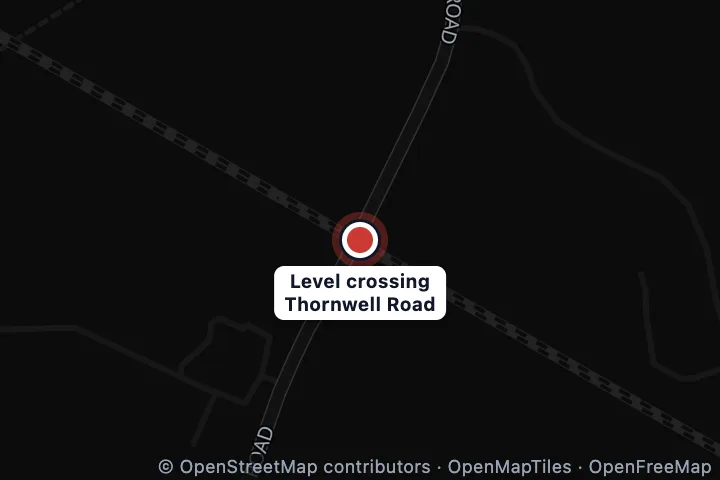 ROAD
Level crossing
Thornwell Road
ROAD
© OpenStreetMap contributors · OpenMapTiles · OpenFreeMap